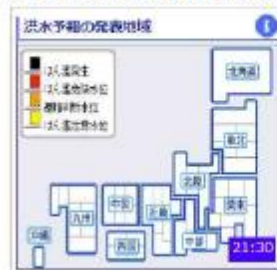 洪水予報の発表地域
はん濫発生
はん濫危険水位
避難判断水位
はん濫注意水位
北海道
東北
北陸
関東
中国
近畿
九州
四国
中部
沖縄
21:30